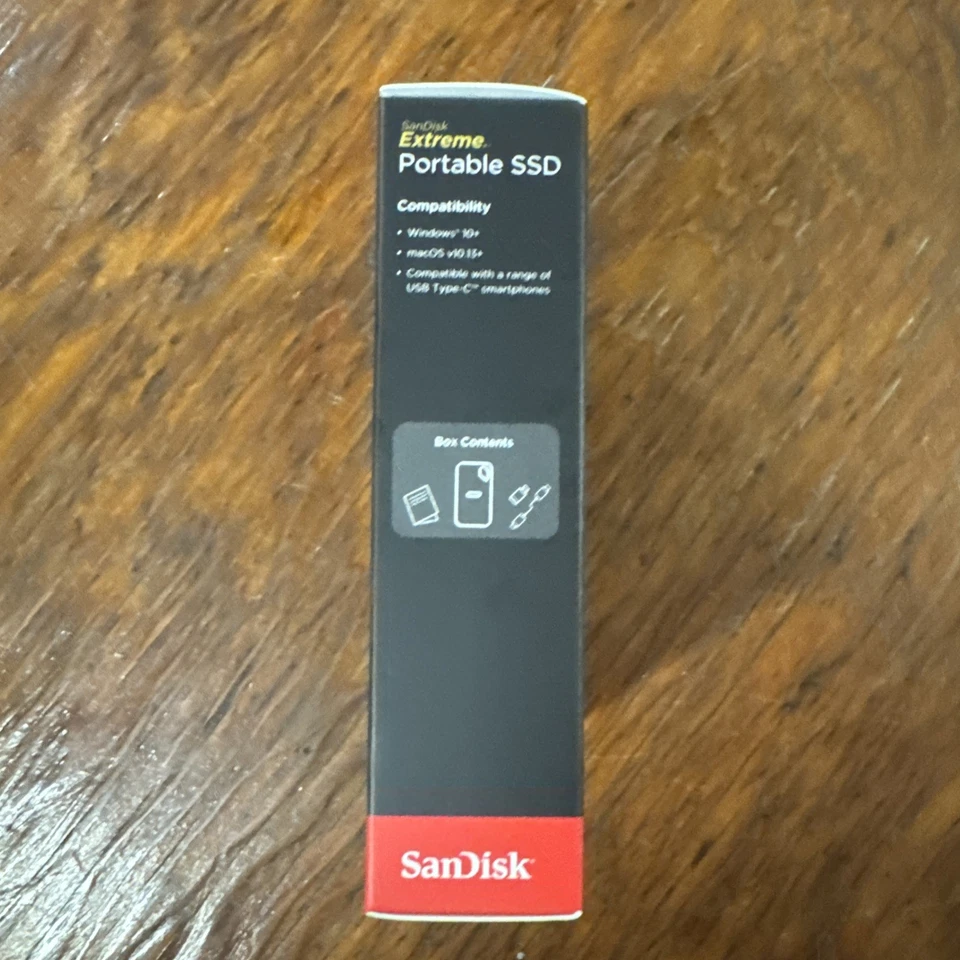 SanDisk
Extreme
Portable SSD
Compatibility
• Windows® 10+
• macOS v10.13+
• Compatible with a range of
USB Type-C™ smartphones
Box Contents
SanDisk